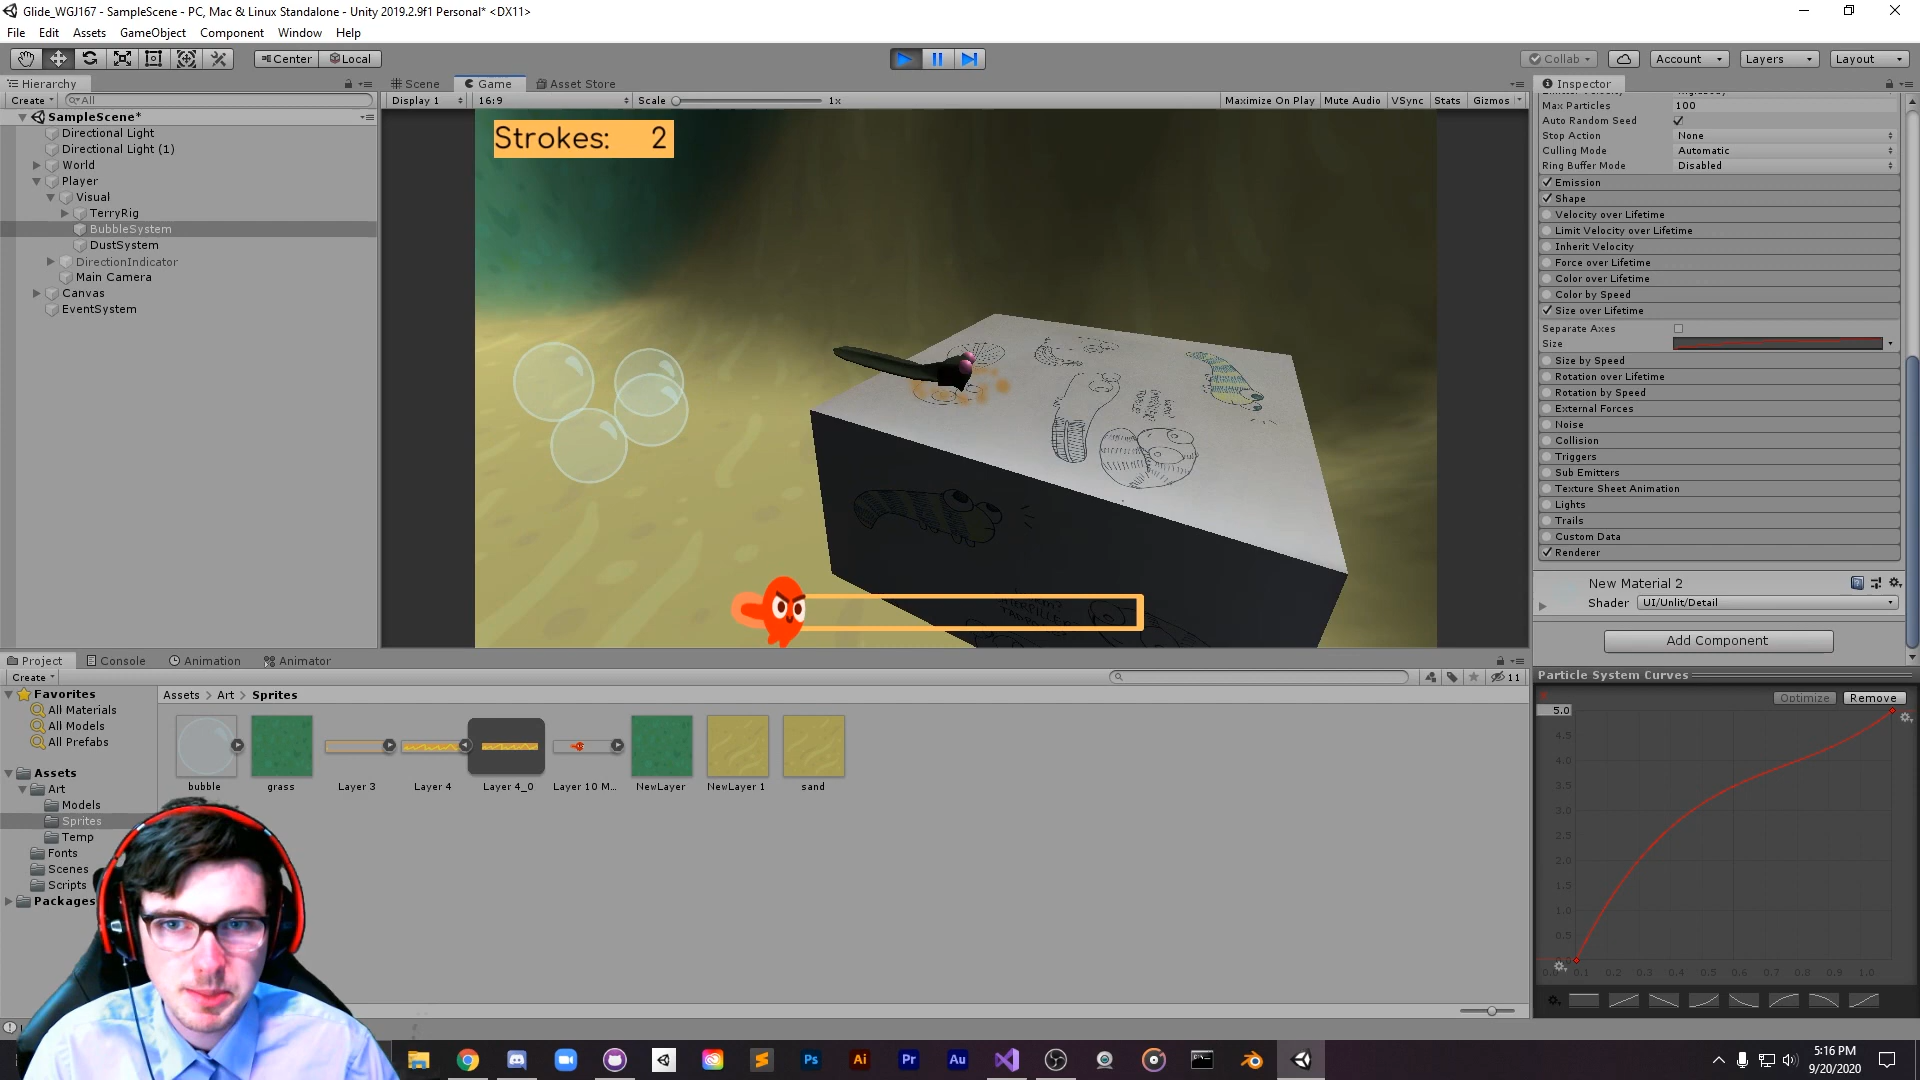 Glide_WGJ167 - SampleScene - PC, Mac & Linux Standalone - Unity 2019.2.9f1 Personal* <DX11>
File Edit Assets GameObject Component Window Help
Center Local
Collab Account Layers Layout
Hierarchy
Create All
SampleScene*
Directional Light
Directional Light (1)
World
Player
Visual
TerryRig
BubbleSystem
DustSystem
DirectionIndicator
Main Camera
Canvas
EventSystem
Scene Game Asset Store
Display 1 16:9 Scale 1x Maximize On Play Mute Audio VSync Stats Gizmos
Strokes: 2
Inspector
Max Particles 100
Auto Random Seed
Stop Action None
Culling Mode Automatic
Ring Buffer Mode Disabled
Emission
Shape
Velocity over Lifetime
Limit Velocity over Lifetime
Inherit Velocity
Force over Lifetime
Color over Lifetime
Color by Speed
Size over Lifetime
Separate Axes
Size
Size by Speed
Rotation over Lifetime
Rotation by Speed
External Forces
Noise
Collision
Triggers
Sub Emitters
Texture Sheet Animation
Lights
Trails
Custom Data
Renderer
New Material 2
Shader UI/Unlit/Detail
Add Component
Project Console Animation Animator
Create
11
Favorites
All Materials
All Models
All Prefabs
Assets
Art
Models
Sprites
Temp
Fonts
Scenes
Scripts
Packages
Assets > Art > Sprites
bubble grass Layer 3 Layer 4 Layer 4_0 Layer 10 M... NewLayer NewLayer 1 sand
Particle System Curves
Optimize Remove
5.0
4.5
4.0
3.5
3.0
2.5
2.0
1.5
1.0
0.5
0.1 0.2 0.3 0.4 0.5 0.6 0.7 0.8 0.9 1.0
Ps Ai Pr Au
5:16 PM
9/20/2020